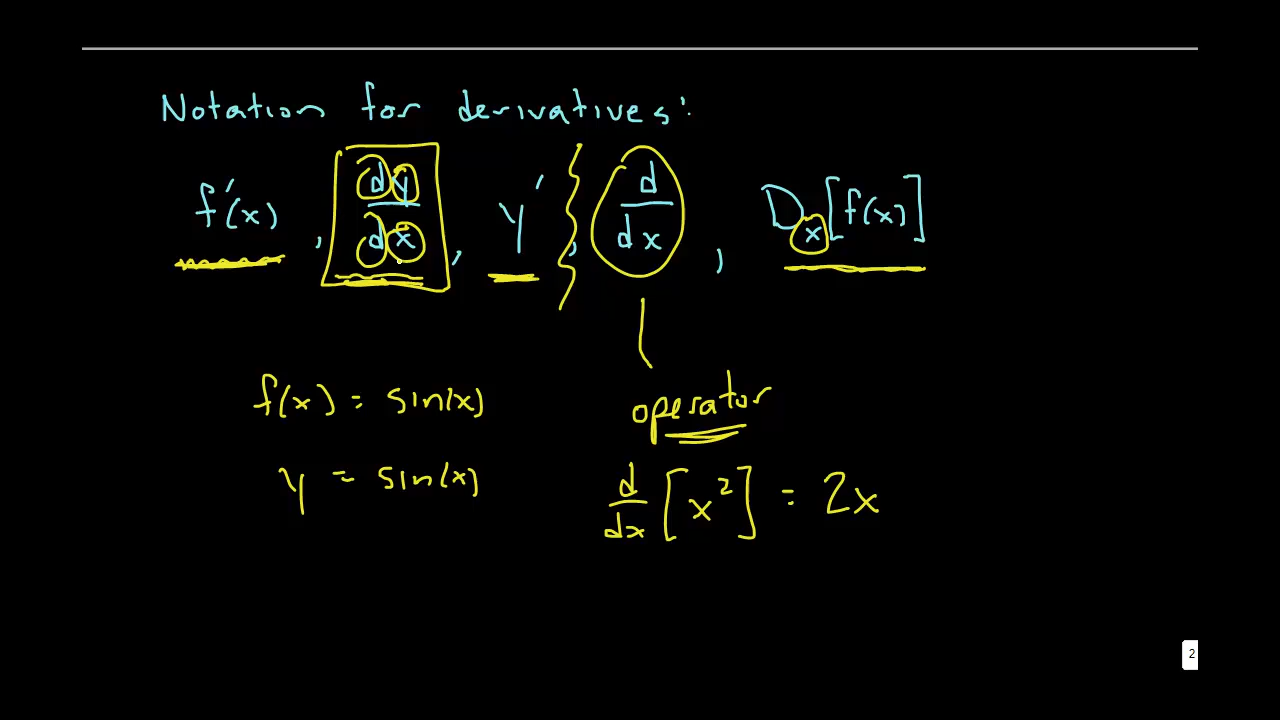 Notation for derivatives:
f'(x), dy/dx, y', d/dx, Dx[f(x)]
f(x) = sin(x)
operator
y = sin(x)
d/dx [x²] = 2x
2